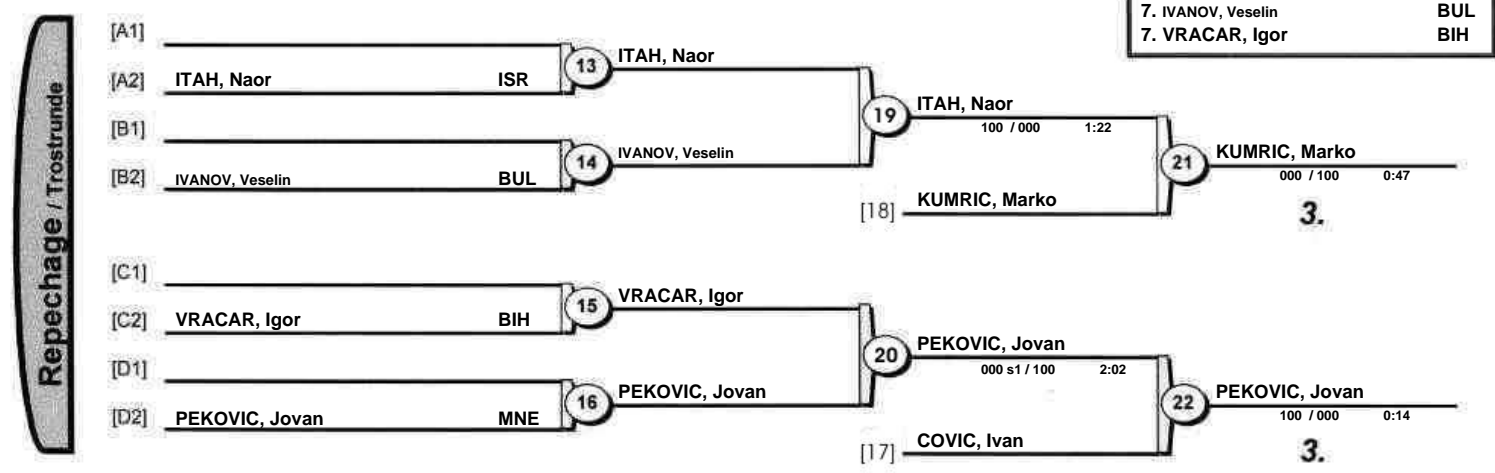 7. IVANOV, Veselin BUL
7. VRACAR, Igor BIH
Repechage / Trostrunde
[A1]
13 ITAH, Naor
[A2] ITAH, Naor ISR
19 ITAH, Naor
100 / 000 1:22
[B1]
14 IVANOV, Veselin
[B2] IVANOV, Veselin BUL
21 KUMRIC, Marko
000 / 100 0:47
[18] KUMRIC, Marko
3.
[C1]
15 VRACAR, Igor
[C2] VRACAR, Igor BIH
20 PEKOVIC, Jovan
000 s1 / 100 2:02
[D1]
16 PEKOVIC, Jovan
[D2] PEKOVIC, Jovan MNE
22 PEKOVIC, Jovan
100 / 000 0:14
[17] COVIC, Ivan
3.